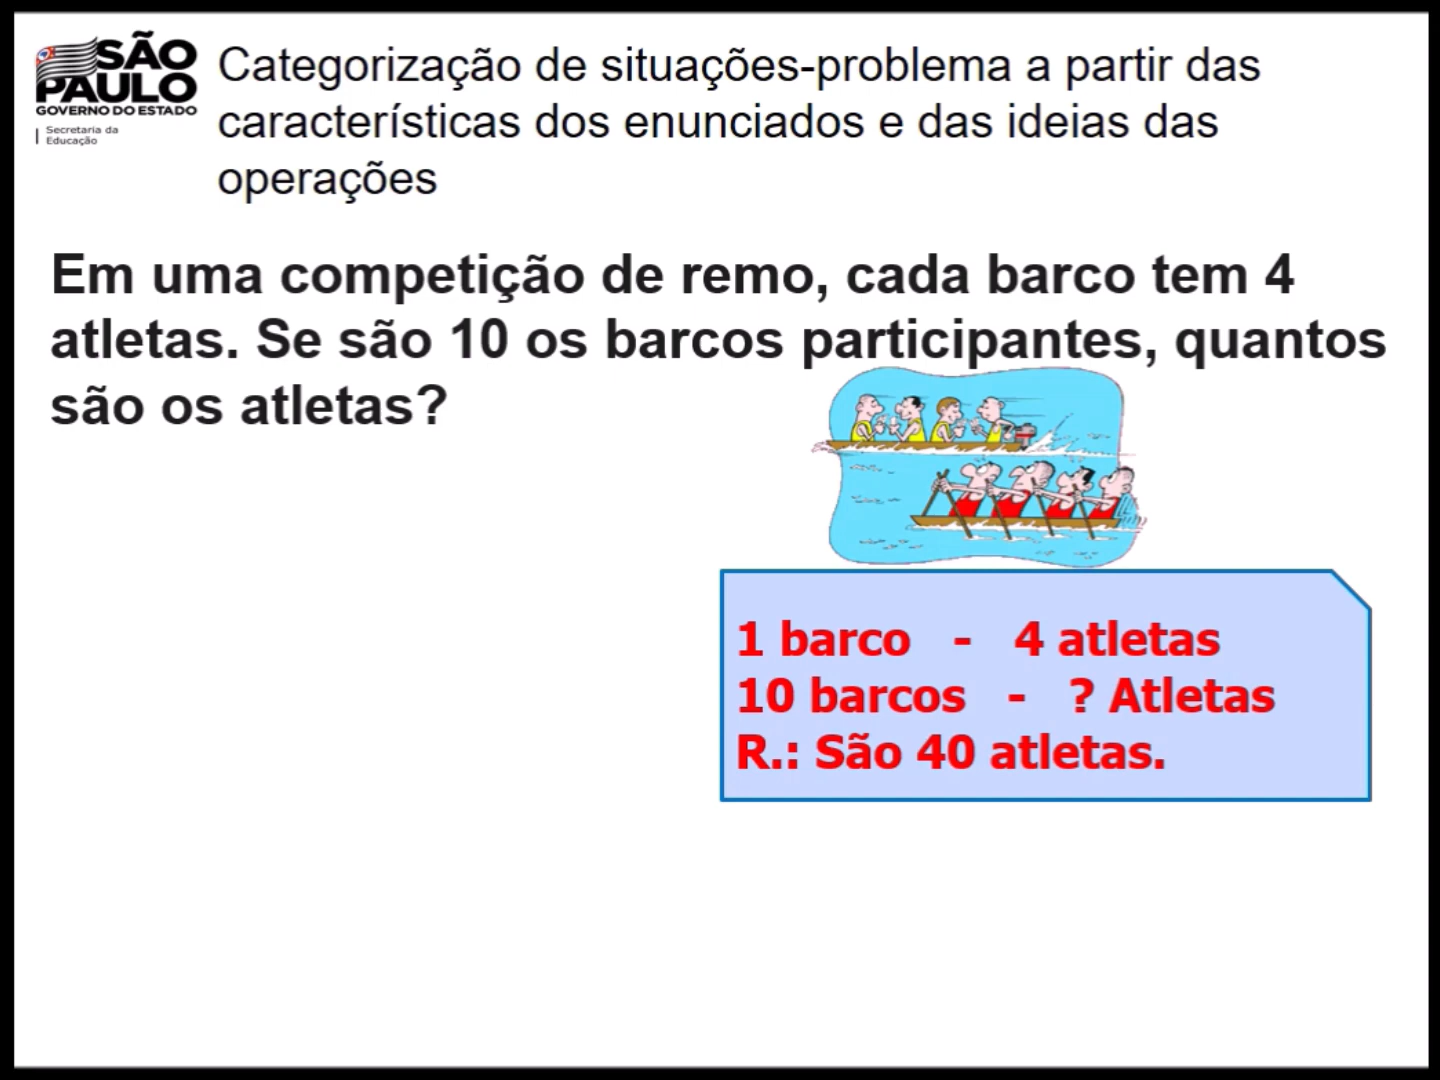 SÃO
PAULO
GOVERNO DO ESTADO
Secretaria da
Educação
Categorização de situações-problema a partir das
características dos enunciados e das ideias das
operações
Em uma competição de remo, cada barco tem 4
atletas. Se são 10 os barcos participantes, quantos
são os atletas?
1 barco - 4 atletas
10 barcos - ? Atletas
R.: São 40 atletas.